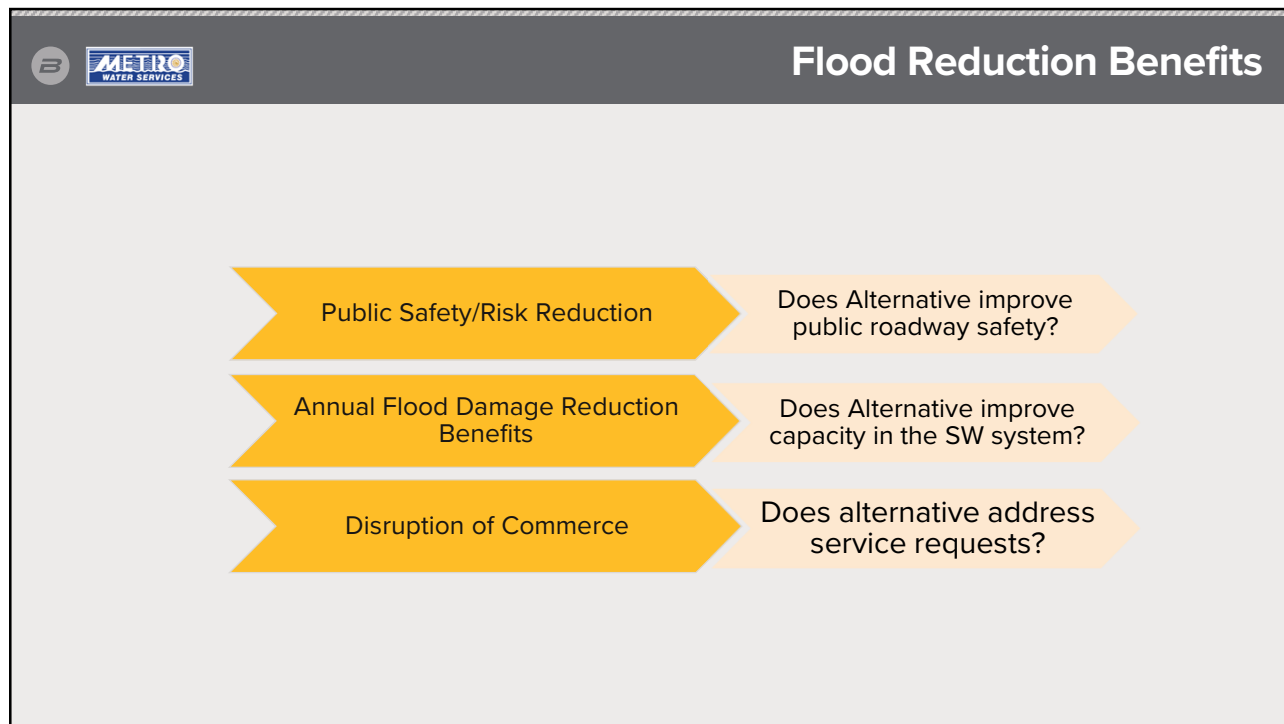 B
METRO
WATER SERVICES
Flood Reduction Benefits
Public Safety/Risk Reduction
Does Alternative improve
public roadway safety?
Annual Flood Damage Reduction
Benefits
Does Alternative improve
capacity in the SW system?
Disruption of Commerce
Does alternative address
service requests?